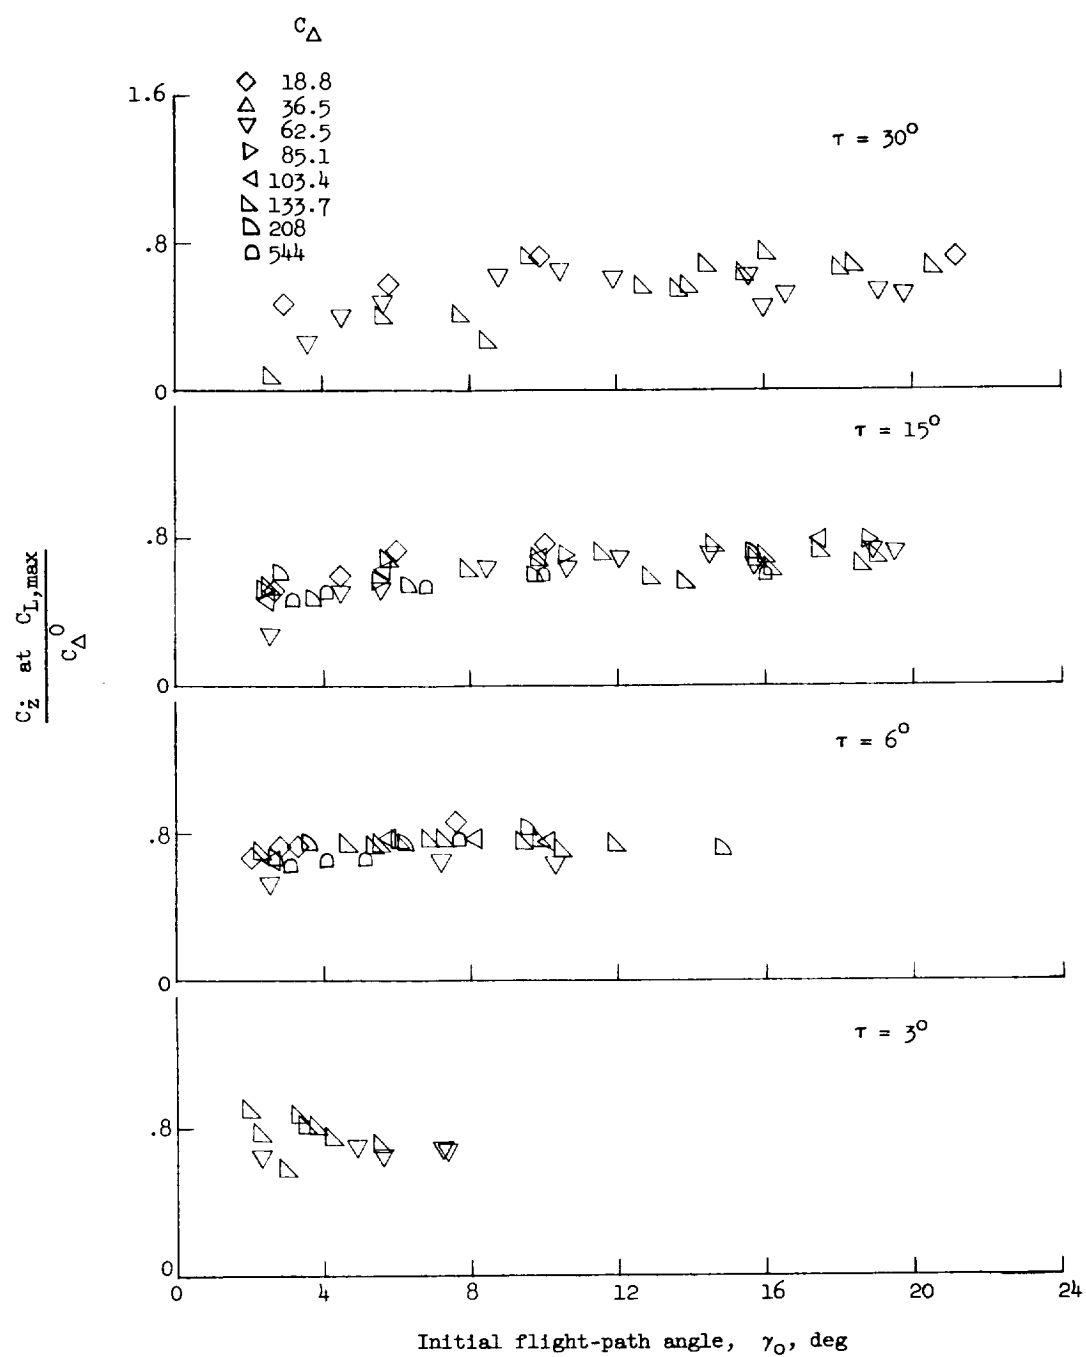 C_Δ
◇ 18.8
△ 36.5
▽ 62.5
▷ 85.1
◁ 103.4
◺ 133.7
208
544
1.6
τ = 30°
.8
0
τ = 15°
.8
0
τ = 6°
.8
0
τ = 3°
.8
0
0 4 8 12 16 20 24
C_ż at C_L,max
C_Δ^0
Initial flight-path angle, γ_o, deg